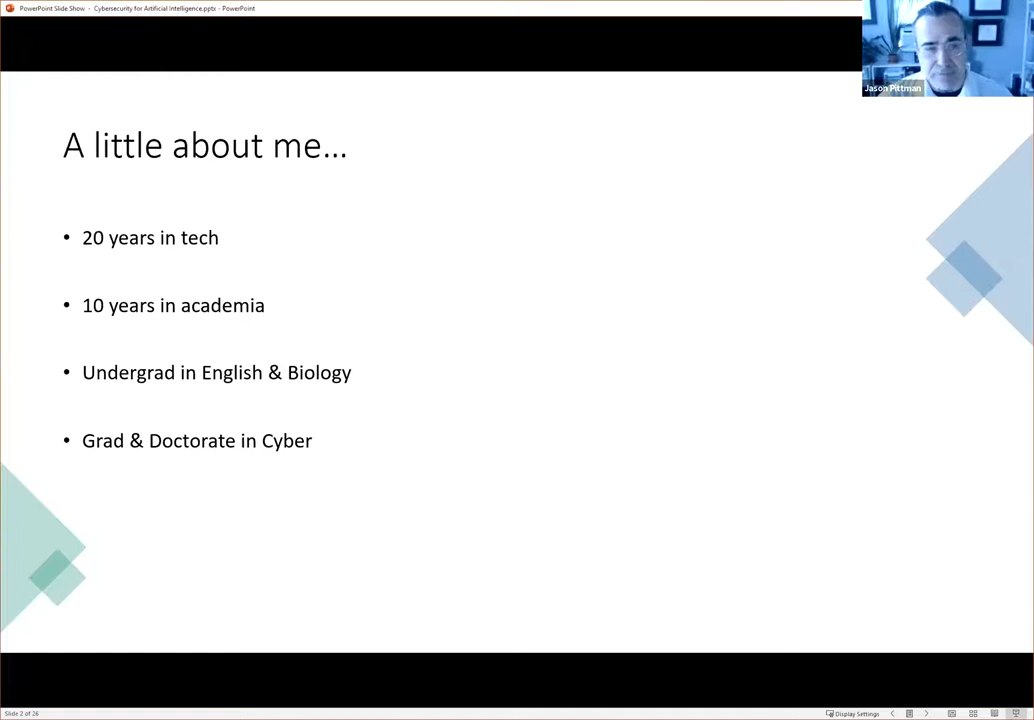 PowerPoint Slide Show - Cybersecurity for Artificial Intelligence.pptx - PowerPoint
Jason Pittman
A little about me...
• 20 years in tech
• 10 years in academia
• Undergrad in English & Biology
• Grad & Doctorate in Cyber
Slide 2 of 26
Display Settings